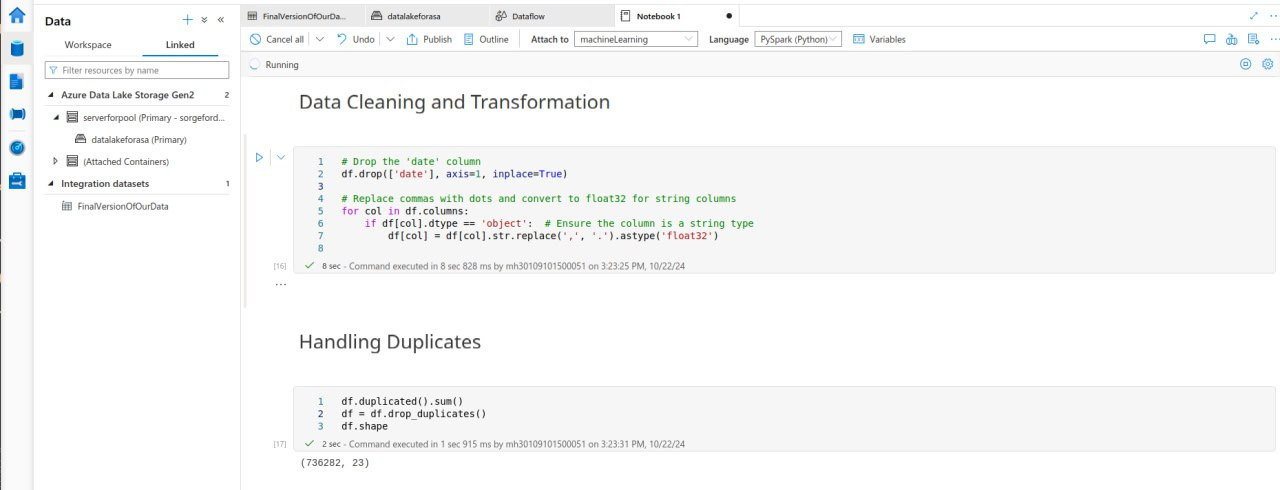 Data
Workspace
Linked
Filter resources by name
Azure Data Lake Storage Gen2 2
serverforpool (Primary - sorgeford...
datalakeforasa (Primary)
(Attached Containers)
Integration datasets 1
FinalVersionOfOurData
FinalVersionOfOurDa...
datalakeforasa
Dataflow
Notebook 1
Cancel all
Undo
Publish
Outline
Attach to
machineLearning
Language
PySpark (Python)
Variables
Running
Data Cleaning and Transformation
1 # Drop the 'date' column
2 df.drop(['date'], axis=1, inplace=True)
3
4 # Replace commas with dots and convert to float32 for string columns
5 for col in df.columns:
6 if df[col].dtype == 'object': # Ensure the column is a string type
7 df[col] = df[col].str.replace(',', '.').astype('float32')
8
[16] 8 sec - Command executed in 8 sec 828 ms by mh30109101500051 on 3:23:25 PM, 10/22/24
...
Handling Duplicates
1 df.duplicated().sum()
2 df = df.drop_duplicates()
3 df.shape
[17] 2 sec - Command executed in 1 sec 915 ms by mh30109101500051 on 3:23:31 PM, 10/22/24
(736282, 23)